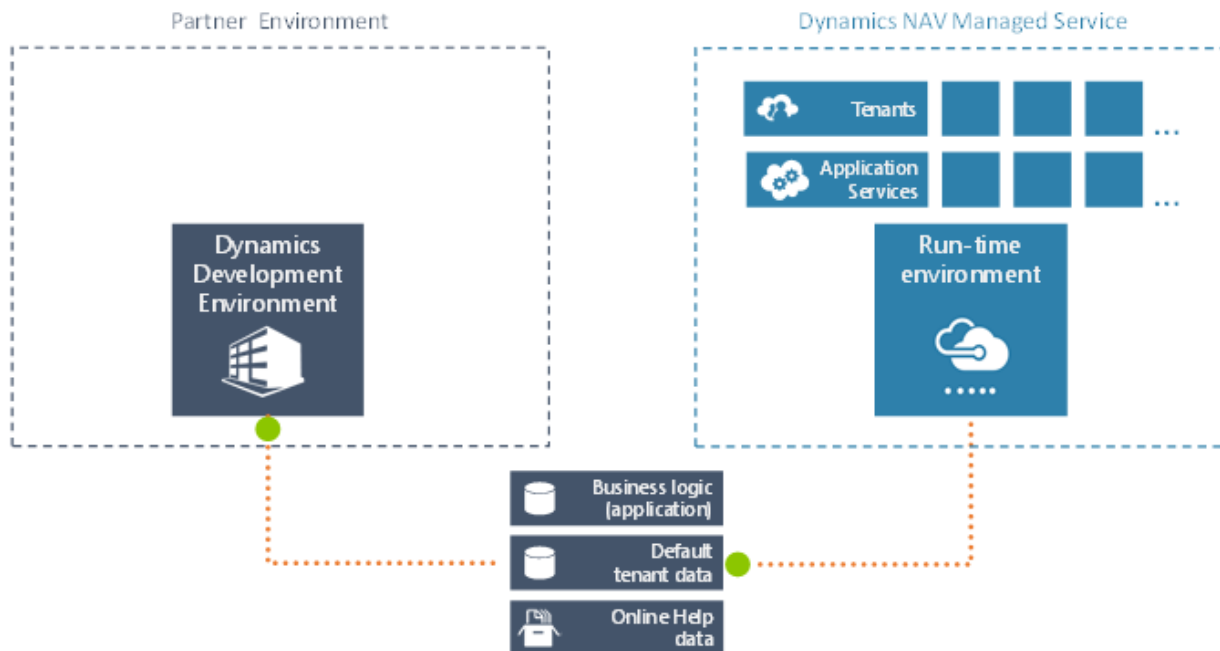 Partner Environment
Dynamics NAV Managed Service
Tenants
...
Application
Services
...
Dynamics
Development
Environment
Run-time
environment
Business logic
(application)
Default
tenant data
Online Help
data